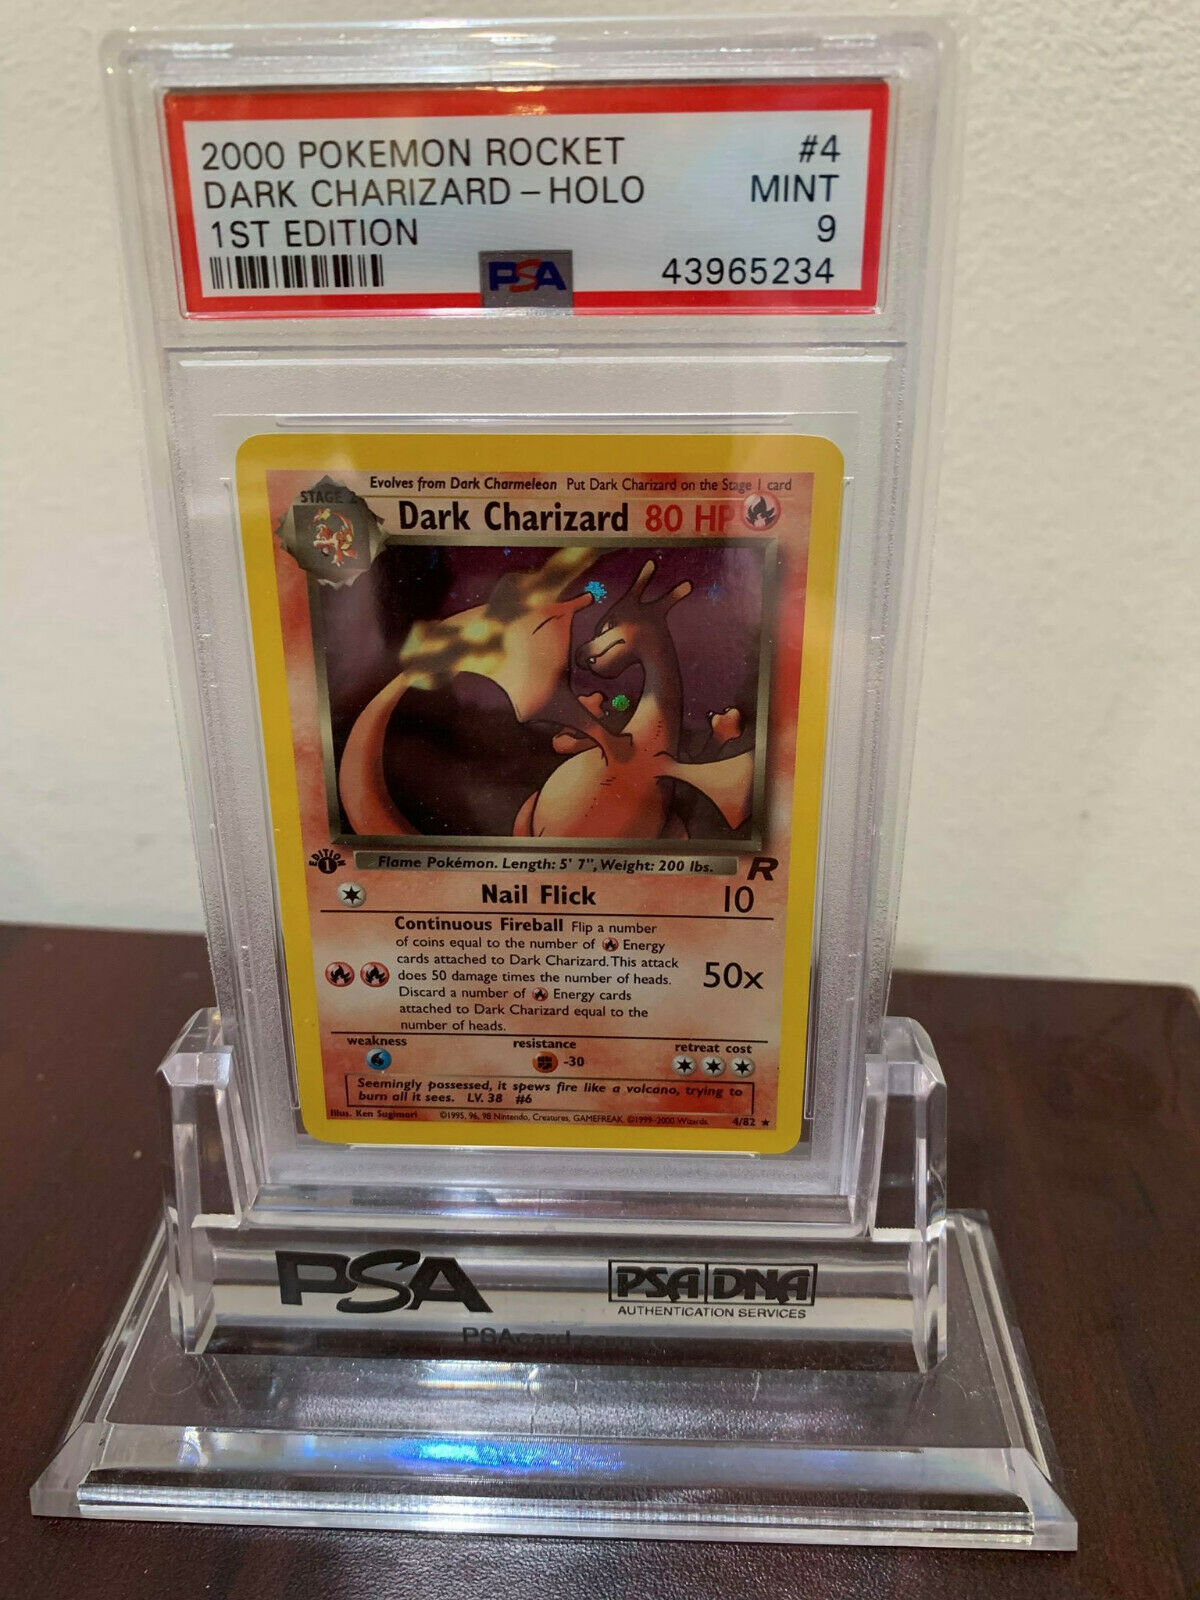 2000 POKEMON ROCKET #4
DARK CHARIZARD - HOLO MINT
1ST EDITION 9
PSA 43965234
Evolves from Dark Charmeleon Put Dark Charizard on the Stage 1 card
STAGE 2
Dark Charizard 80 HP
EDITION 1
Flame Pokémon. Length: 5' 7", Weight: 200 lbs.
R
Nail Flick 10
Continuous Fireball Flip a number
of coins equal to the number of Energy
cards attached to Dark Charizard. This attack
does 50 damage times the number of heads. 50x
Discard a number of Energy cards
attached to Dark Charizard equal to the
number of heads.
weakness resistance retreat cost
-30
Seemingly possessed, it spews fire like a volcano, trying to
burn all it sees. LV. 38 #6
Illus. Ken Sugimori ©1995, 96, 98 Nintendo, Creatures, GAMEFREAK. ©1999-2000 Wizards. 4/82 ★
PSA PSA DNA
AUTHENTICATION SERVICES
PSAcard.com